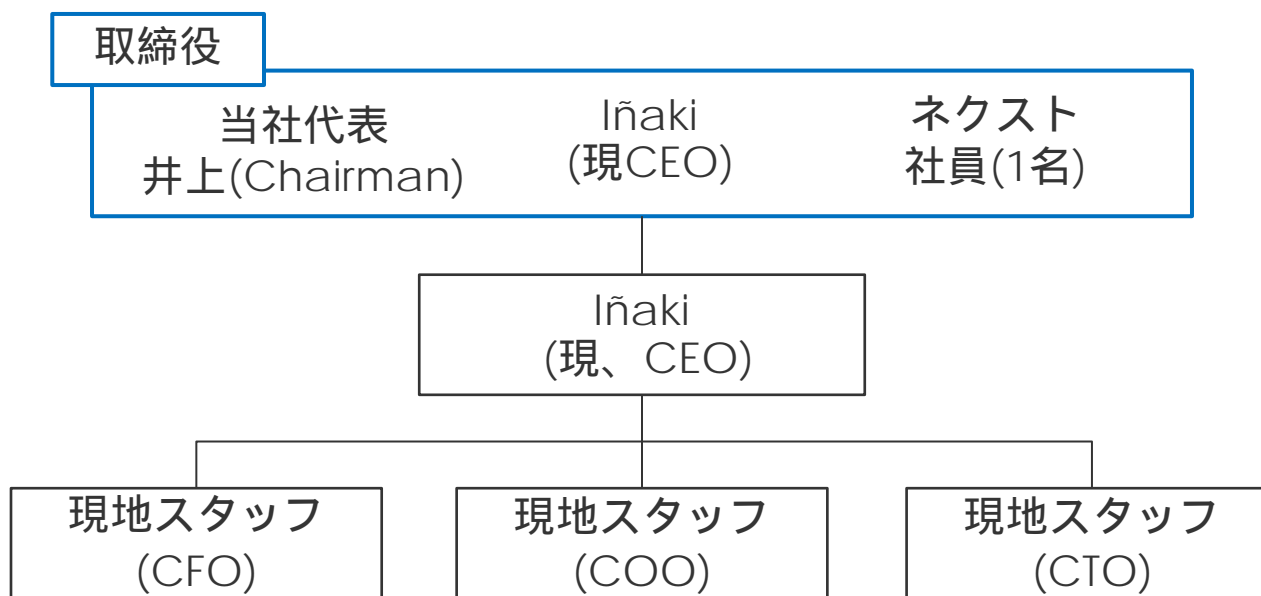 取締役
当社代表
井上(Chairman)
Iñaki
(現CEO)
ネクスト
社員(1名)
Iñaki
(現、CEO)
現地スタッフ
(CFO)
現地スタッフ
(COO)
現地スタッフ
(CTO)